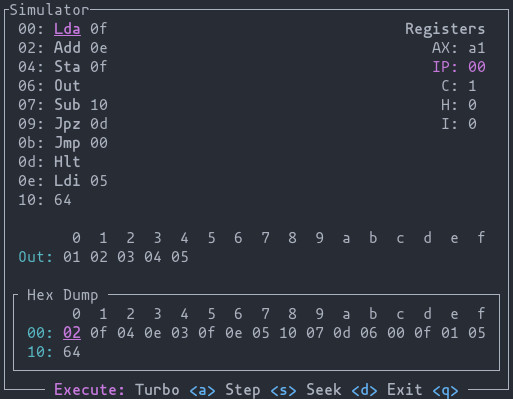 Simulator
00: Lda 0f Registers
02: Add 0e AX: a1
04: Sta 0f IP: 00
06: Out C: 1
07: Sub 10 H: 0
09: Jpz 0d I: 0
0b: Jmp 00
0d: Hlt
0e: Ldi 05
10: 64
0 1 2 3 4 5 6 7 8 9 a b c d e f
Out: 01 02 03 04 05
Hex Dump
0 1 2 3 4 5 6 7 8 9 a b c d e f
00: 02 0f 04 0e 03 0f 0e 05 10 07 0d 06 00 0f 01 05
10: 64
Execute: Turbo <a> Step <s> Seek <d> Exit <q>